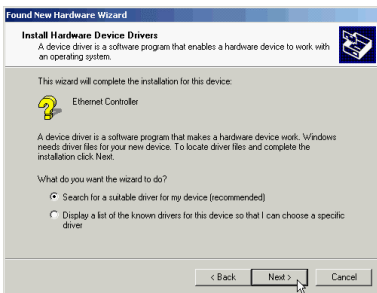 Found New Hardware Wizard
Install Hardware Device Drivers
A device driver is a software program that enables a hardware device to work with
an operating system.
This wizard will complete the installation for this device:
Ethernet Controller
A device driver is a software program that makes a hardware device work. Windows
needs driver files for your new device. To locate driver files and complete the
installation click Next.
What do you want the wizard to do?
Search for a suitable driver for my device (recommended)
Display a list of the known drivers for this device so that I can choose a specific
driver
< Back
Next >
Cancel